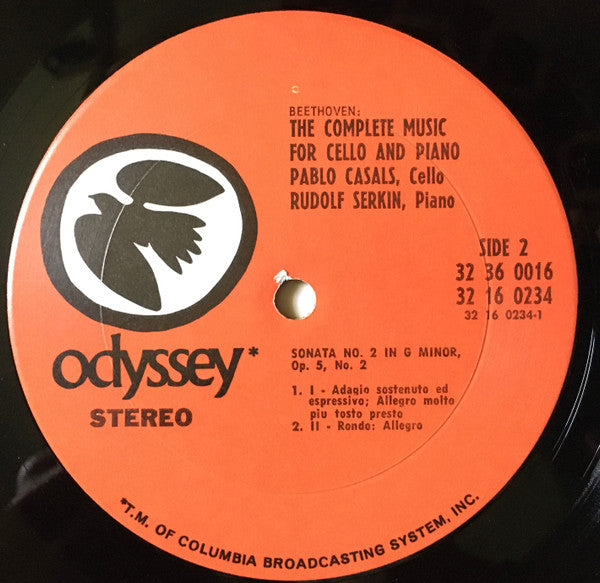 BEETHOVEN:
THE COMPLETE MUSIC
FOR CELLO AND PIANO
PABLO CASALS, Cello
RUDOLF SERKIN, Piano
SIDE 2
32 36 0016
32 16 0234
32 16 0234-1
odyssey*
STEREO
SONATA NO. 2 IN G MINOR,
Op. 5, No. 2
1. I - Adagio sostenuto ed
espressivo; Allegro molto
piu tosto presto
2. II - Rondo: Allegro
*T.M. OF COLUMBIA BROADCASTING SYSTEM, INC.